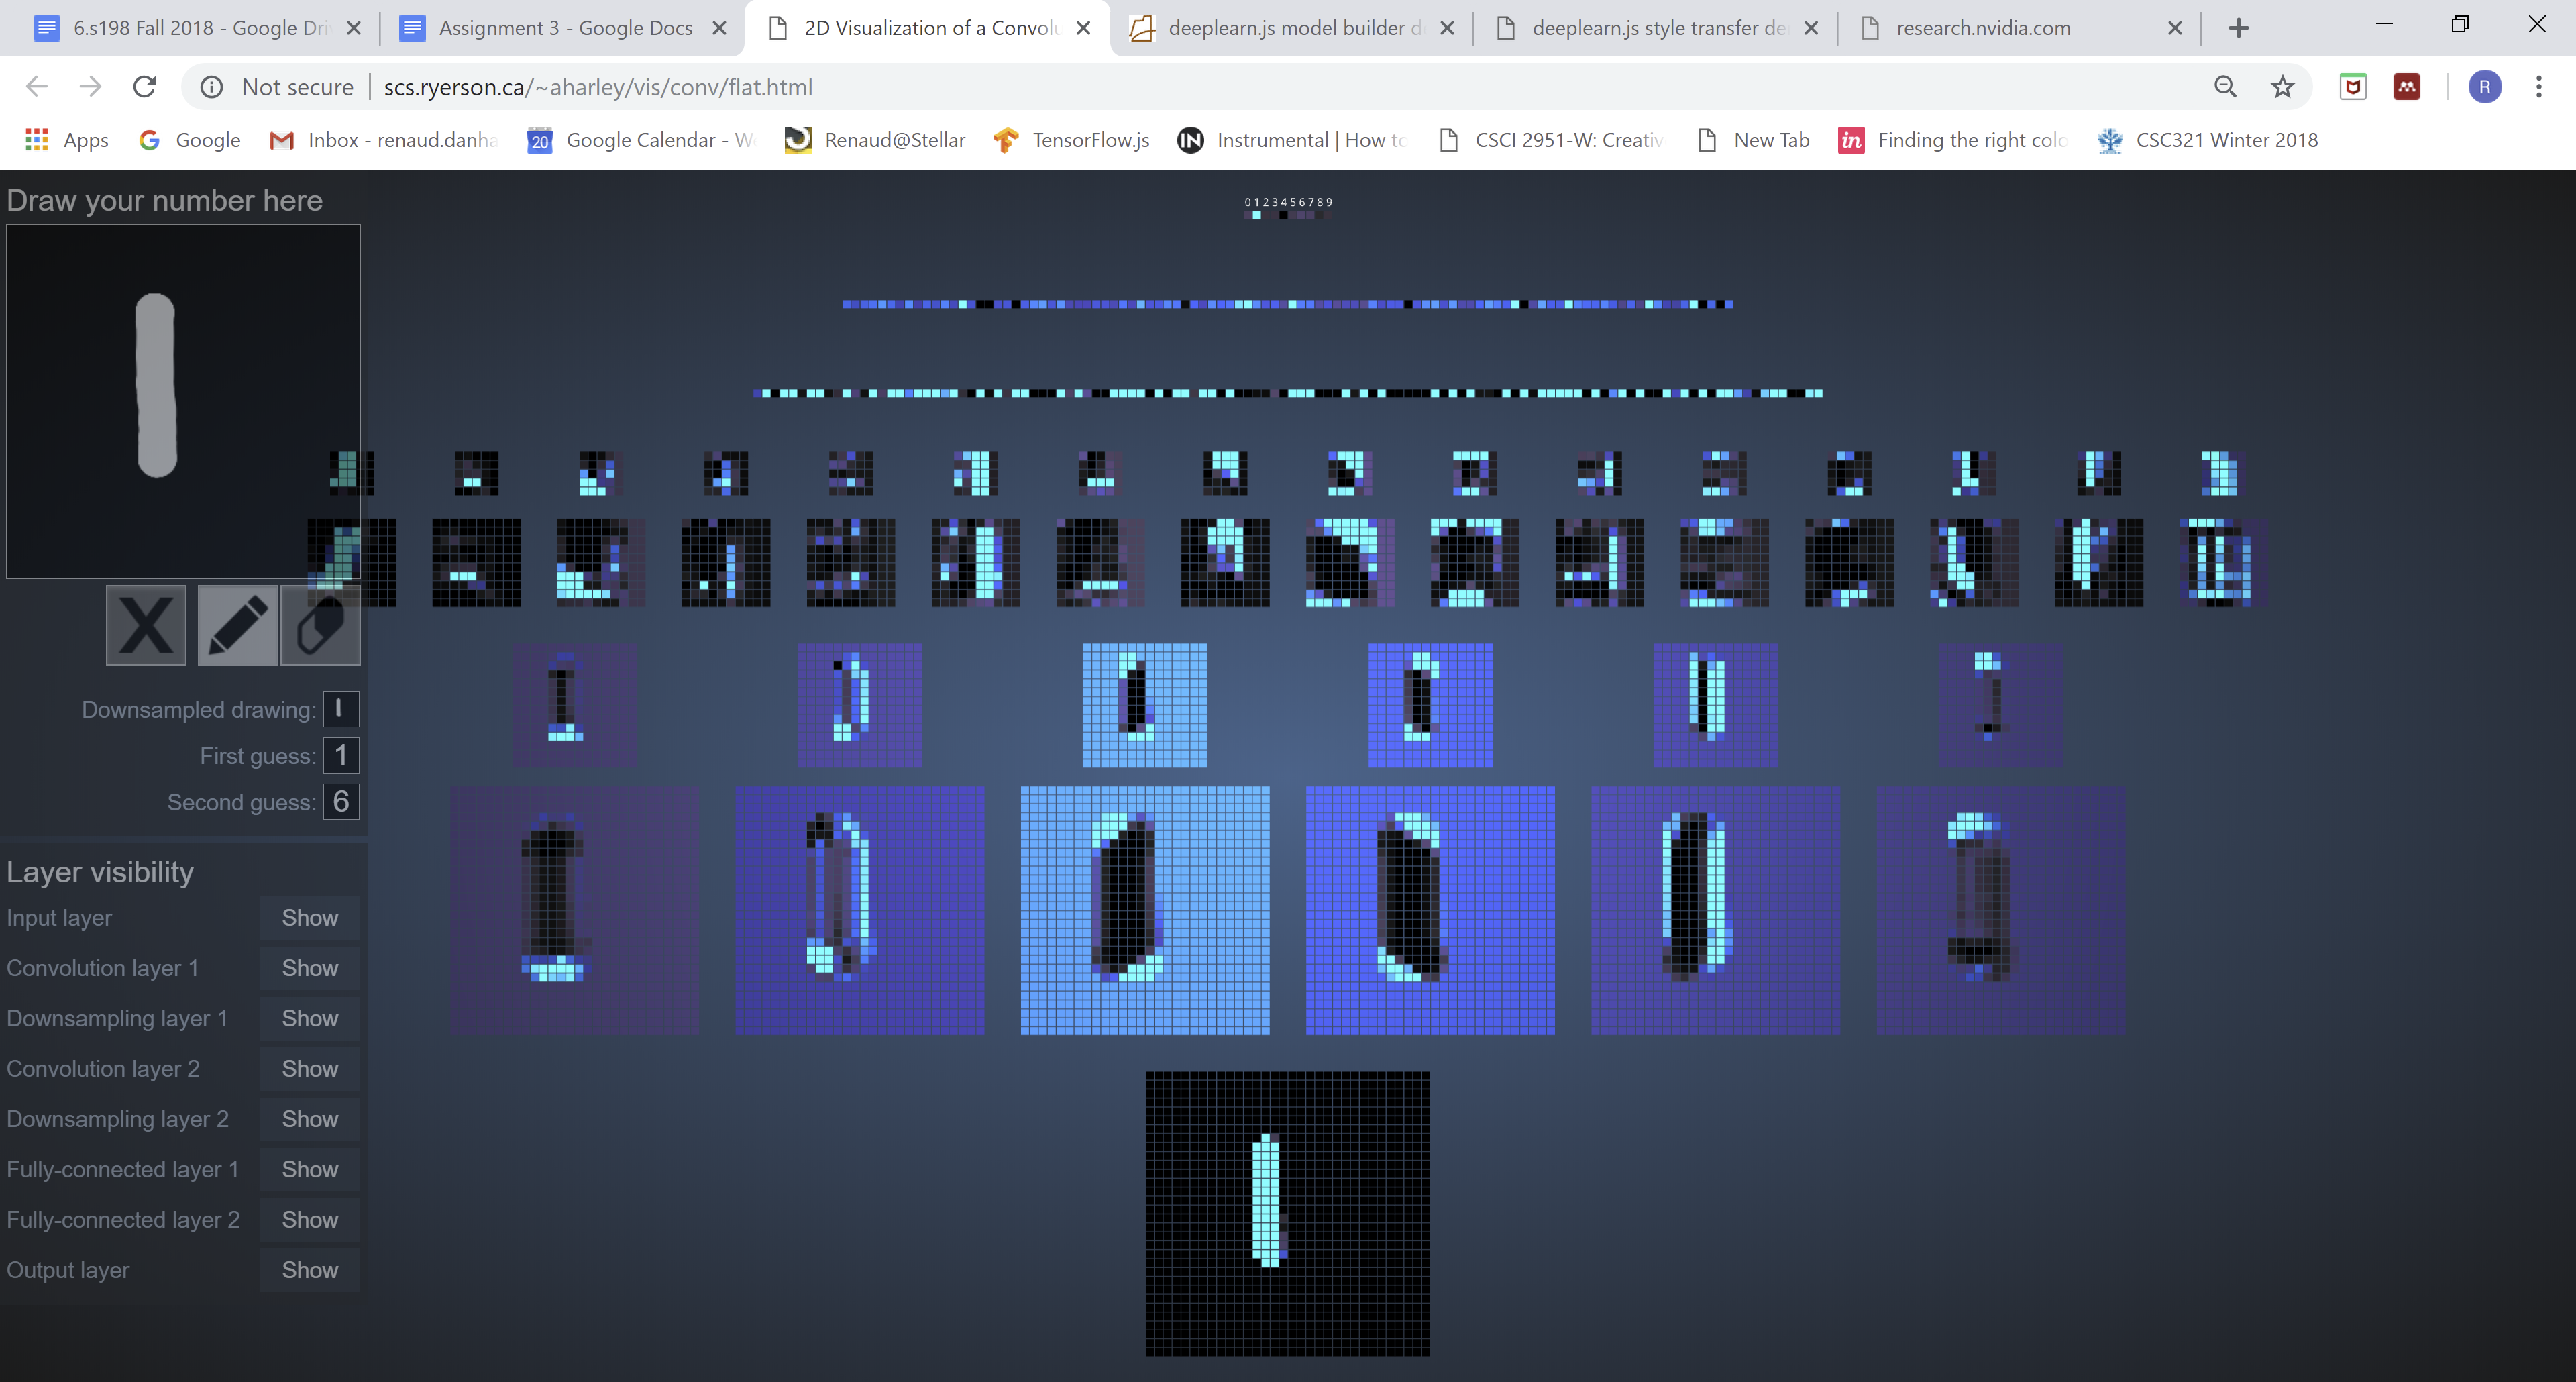 6.s198 Fall 2018 - Google Dri
Assignment 3 - Google Docs
2D Visualization of a Convolu
deeplearn.js model builder d
deeplearn.js style transfer de
research.nvidia.com
Not secure
scs.ryerson.ca/~aharley/vis/conv/flat.html
R
Apps
Google
Inbox - renaud.danha
20
Google Calendar - W
Renaud@Stellar
TensorFlow.js
IN
Instrumental | How to
CSCI 2951-W: Creativ
New Tab
in
Finding the right colo
CSC321 Winter 2018
Draw your number here
0 1 2 3 4 5 6 7 8 9
Downsampled drawing:
First guess: 1
Second guess: 6
Layer visibility
Input layer Show
Convolution layer 1 Show
Downsampling layer 1 Show
Convolution layer 2 Show
Downsampling layer 2 Show
Fully-connected layer 1 Show
Fully-connected layer 2 Show
Output layer Show